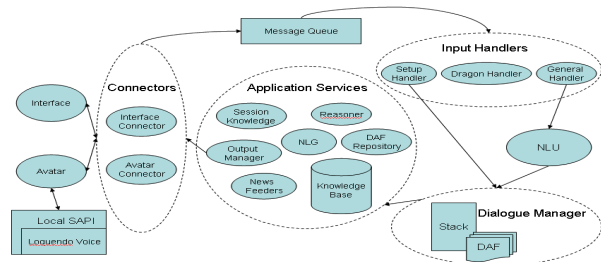 Message Queue
Input Handlers
Setup
Handler
Dragon Handler
General
Handler
Connectors
Application Services
Interface
Interface
Connector
Session
Knowledge
Reasoner
Output
Manager
NLG
DAF
Repository
NLU
Avatar
Avatar
Connector
News
Feeders
Knowledge
Base
Local SAPI
Loquendo Voice
Dialogue Manager
Stack
DAF